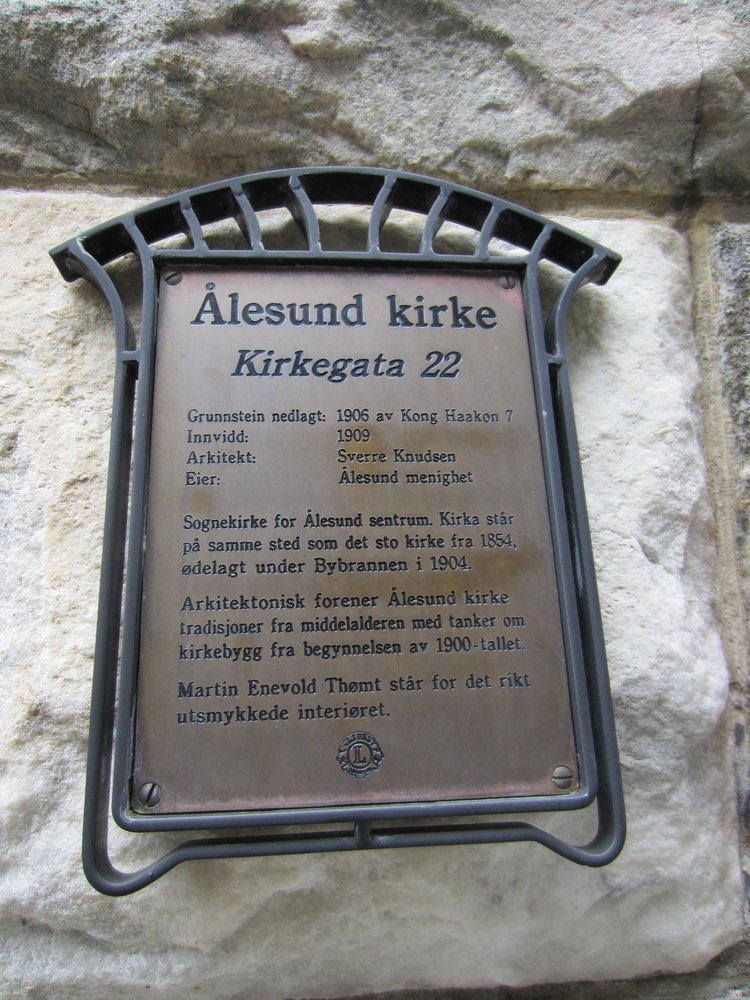 Ålesund kirke
Kirkegata 22
Grunnstein nedlagt: 1906 av Kong Haakon 7
Innvidd: 1909
Arkitekt: Sverre Knudsen
Eier: Ålesund menighet
Sognekirke for Ålesund sentrum. Kirka står
på samme sted som det sto kirke fra 1854,
ødelagt under Bybrannen i 1904.
Arkitektonisk forener Ålesund kirke
tradisjoner fra middelalderen med tanker om
kirkebygg fra begynnelsen av 1900-tallet.
Martin Enevold Thømt står for det rikt
utsmykkede interiøret.
L